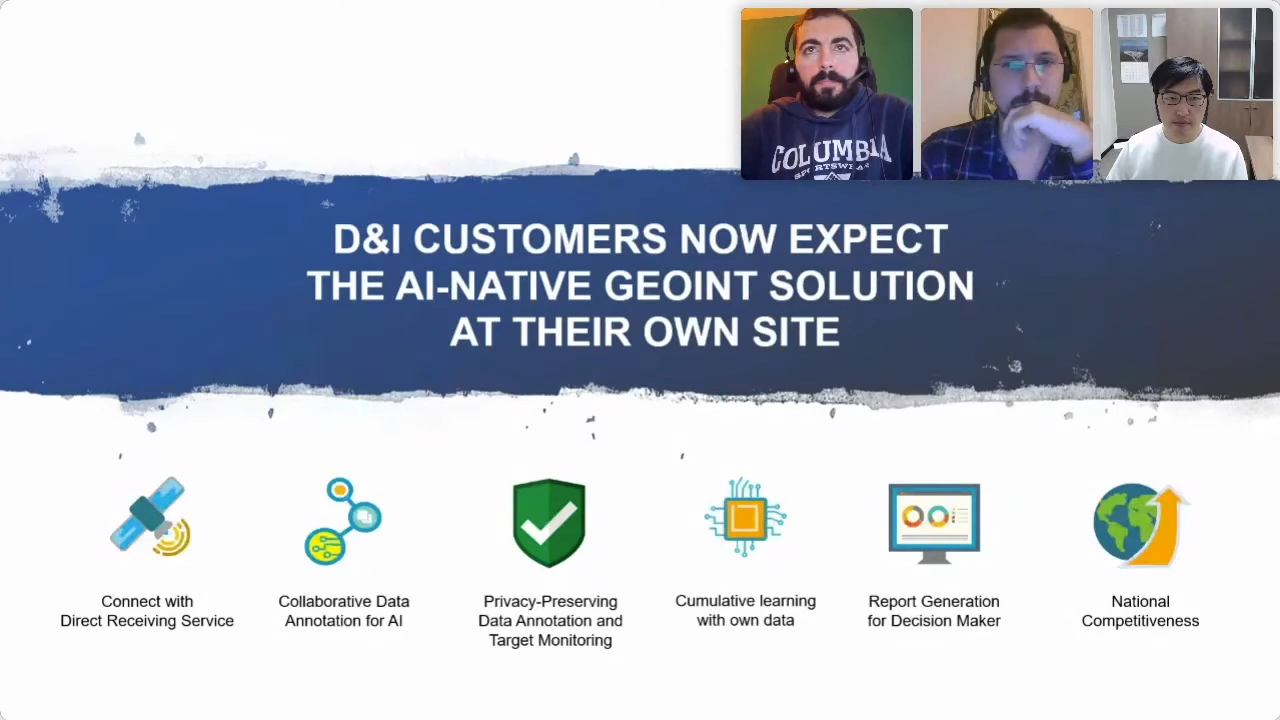 COLUMBIA
SPORTSWEAR
D&I CUSTOMERS NOW EXPECT
THE AI-NATIVE GEOINT SOLUTION
AT THEIR OWN SITE
Connect with
Direct Receiving Service
Collaborative Data
Annotation for AI
Privacy-Preserving
Data Annotation and
Target Monitoring
Cumulative learning
with own data
Report Generation
for Decision Maker
National
Competitiveness